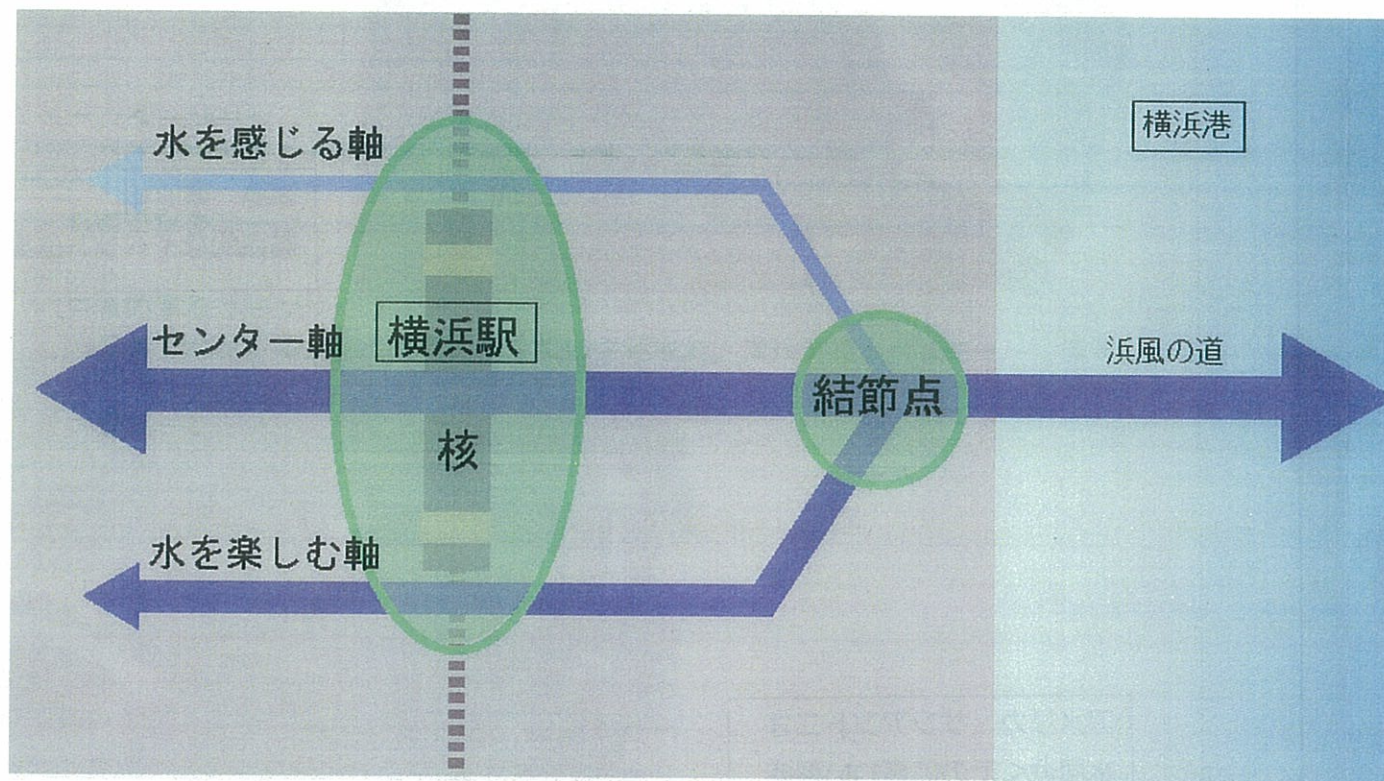 水を感じる軸
横浜港
センター軸
横浜駅
浜風の道
結節点
核
水を楽しむ軸